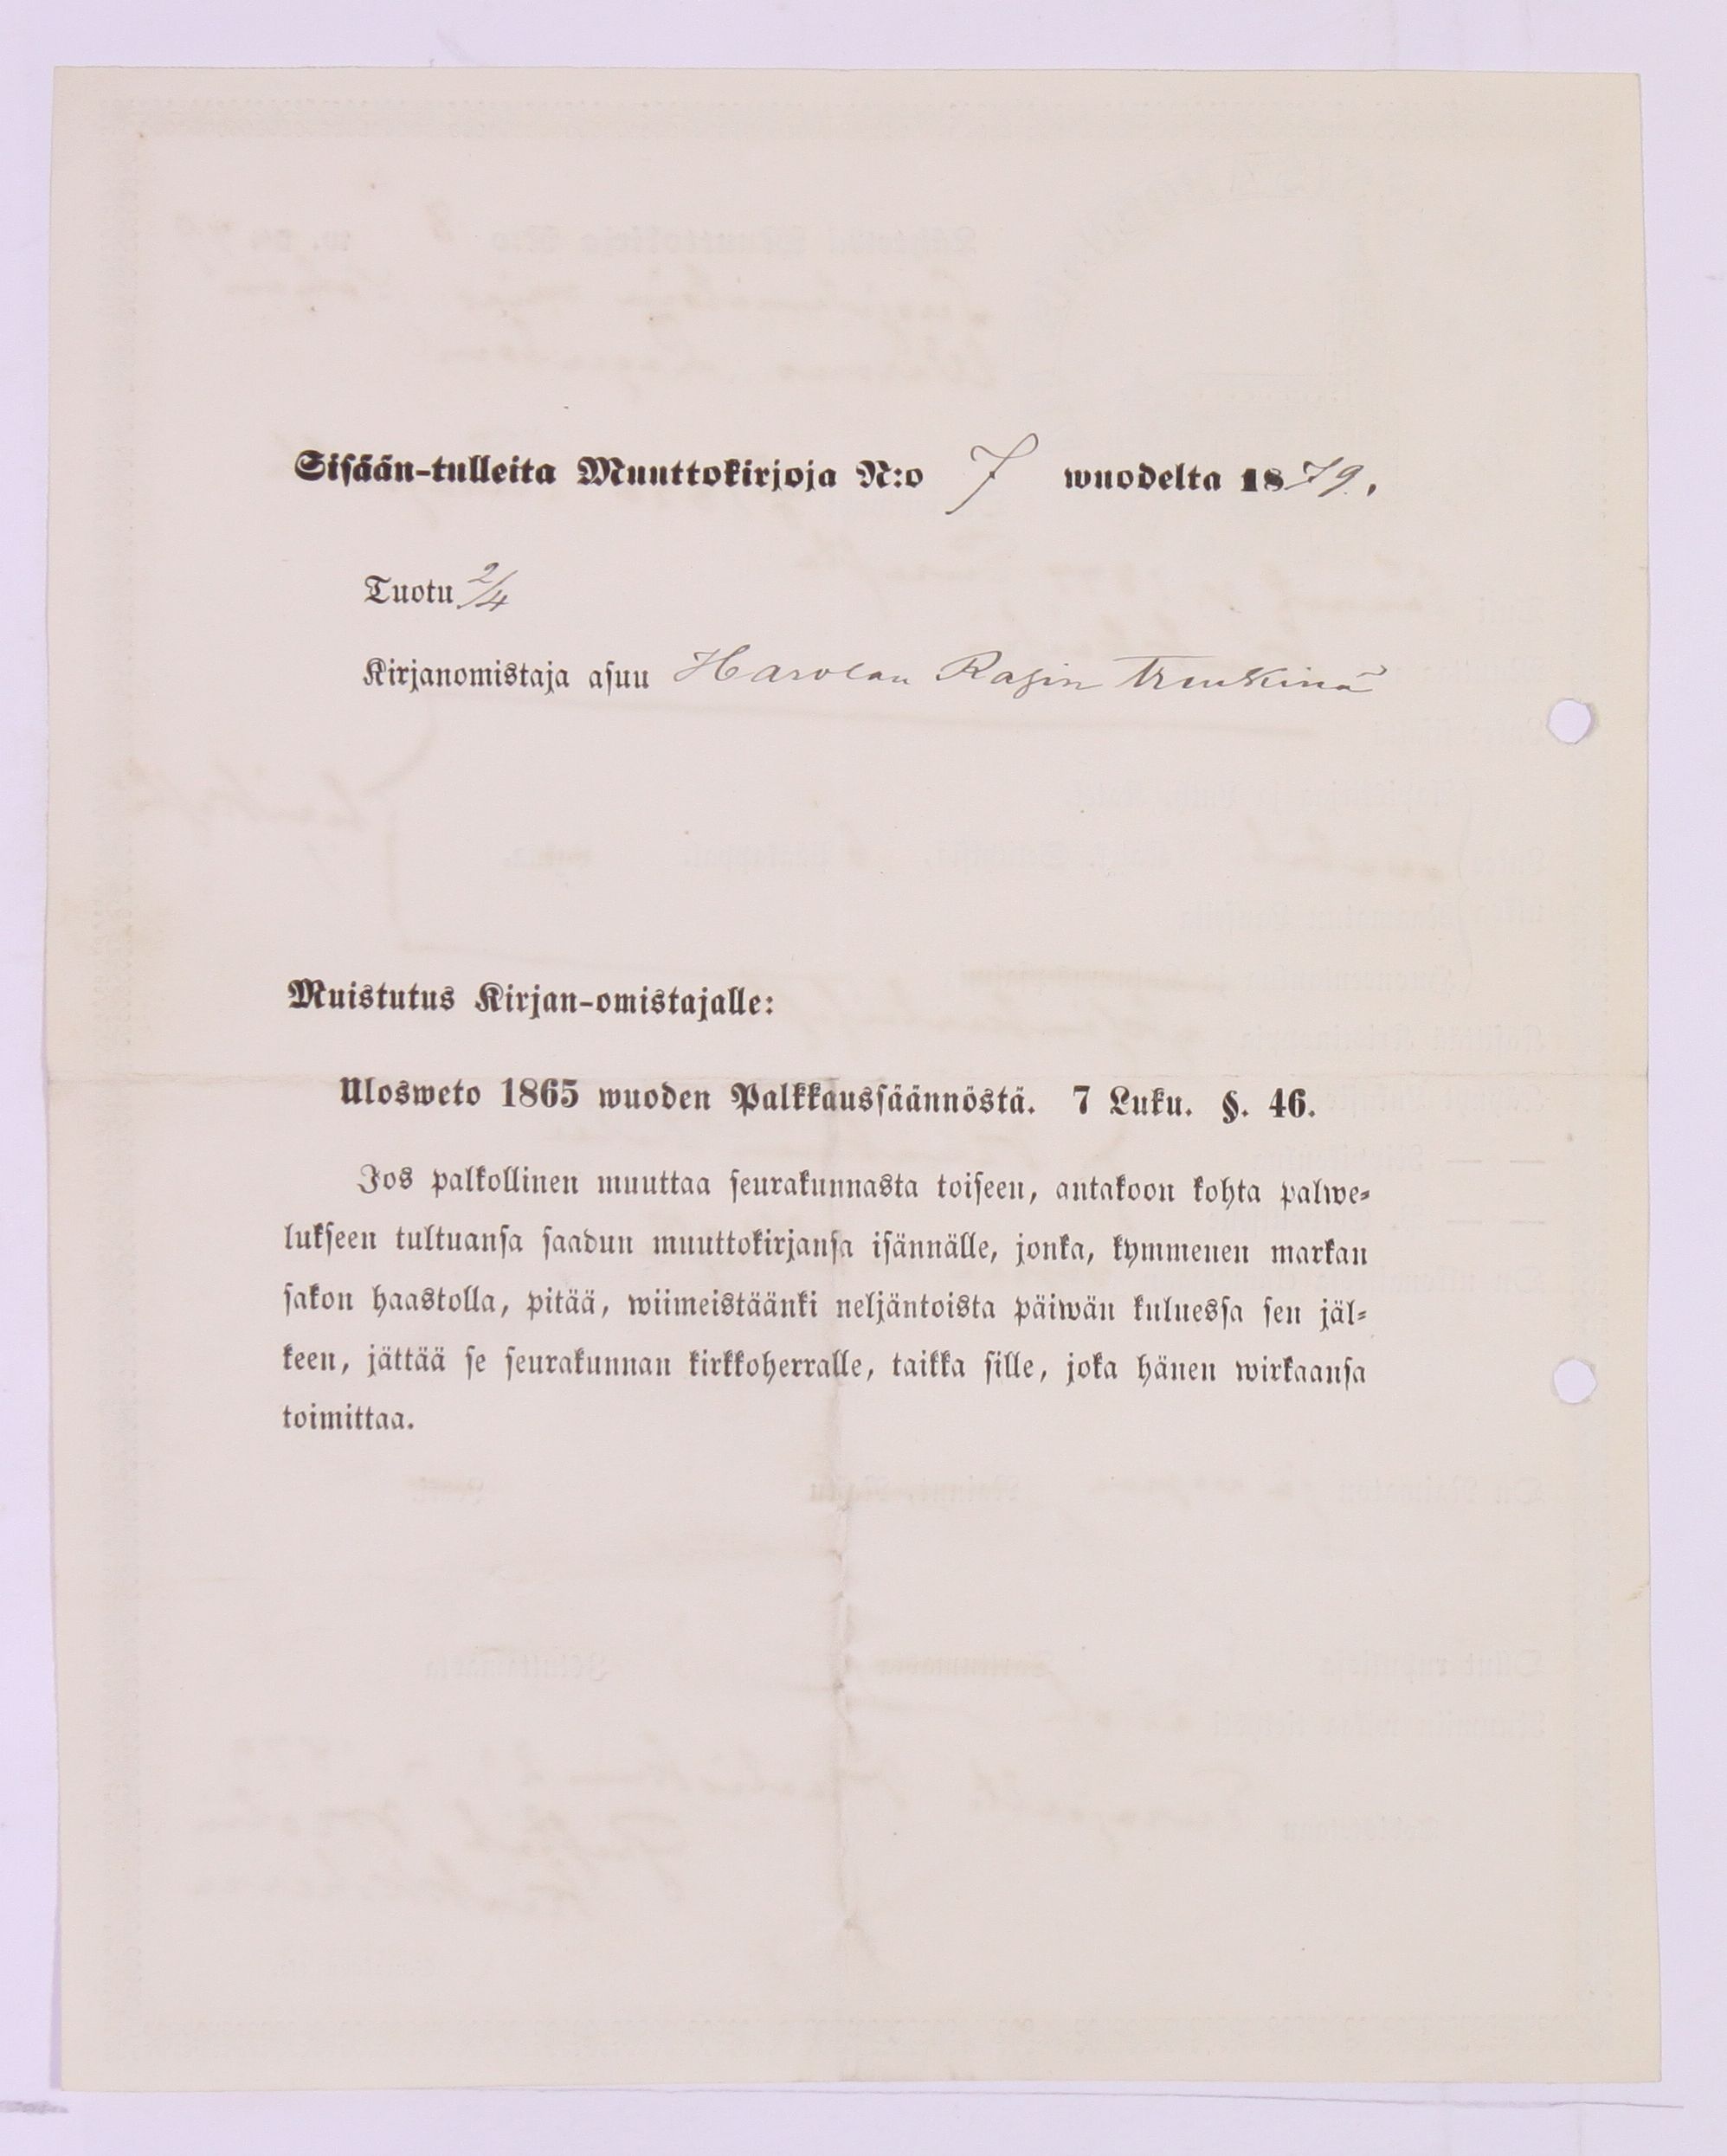 Sisään-tulleita Muuttokirjoja N:o 7 wuodelta 1879.
Tuotu 2/4
Kirjanomistaja asuu Harolan
Muistutus Kirjan-omistajalle:
Ulosweto 1865 wuoden Palkkaussäännöstä. 7 Luku. §. 46.
Jos palkollinen muuttaa seurakunnasta toiseen, antakoon kohta palwe-
lukseen tultuansa saadun muuttokirjansa isännälle, jonka, kymmenen markan
sakon haastolla, pitää, wiimeistäänki neljäntoista päiwän kuluessa sen jäl-
keen, jättää se seurakunnan kirkkoherralle, taikka sille, joka hänen wirkaansa
toimittaa.